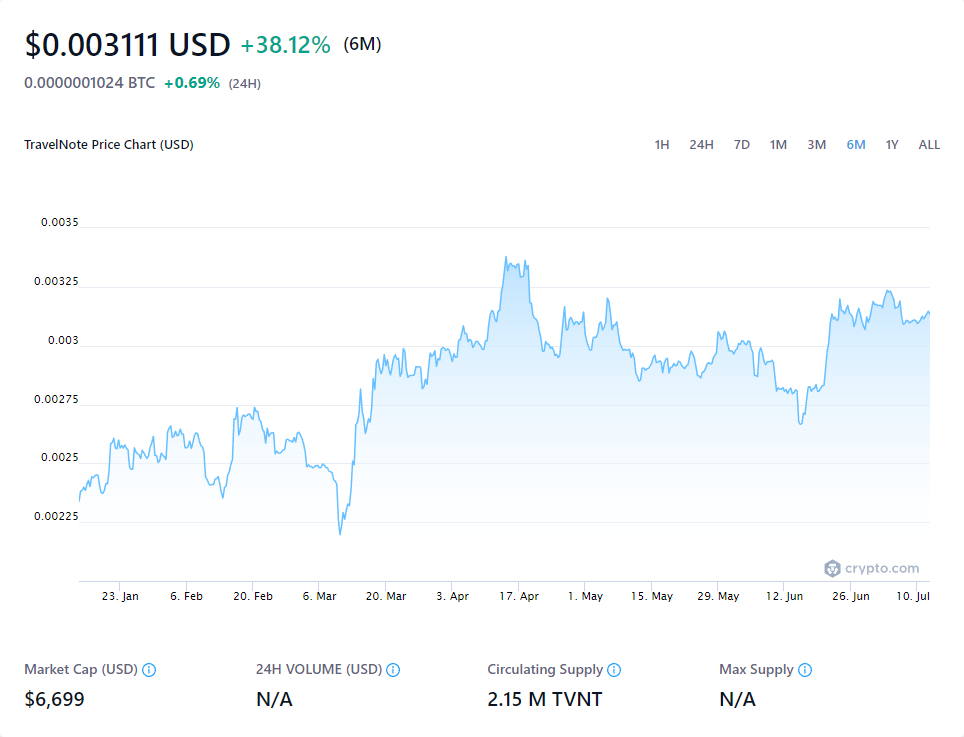 $0.003111 USD +38.12% (6M)
0.0000001024 BTC +0.69% (24H)
TravelNote Price Chart (USD) 1H 24H 7D 1M 3M 6M 1Y ALL
0.0035
0.00325
0.003
0.00275
0.0025
0.00225
crypto.com
23. Jan 6. Feb 20. Feb 6. Mar 20. Mar 3. Apr 17. Apr 1. May 15. May 29. May 12. Jun 26. Jun 10. Jul
Market Cap (USD) 24H VOLUME (USD) Circulating Supply Max Supply
$6,699 N/A 2.15 M TVNT N/A